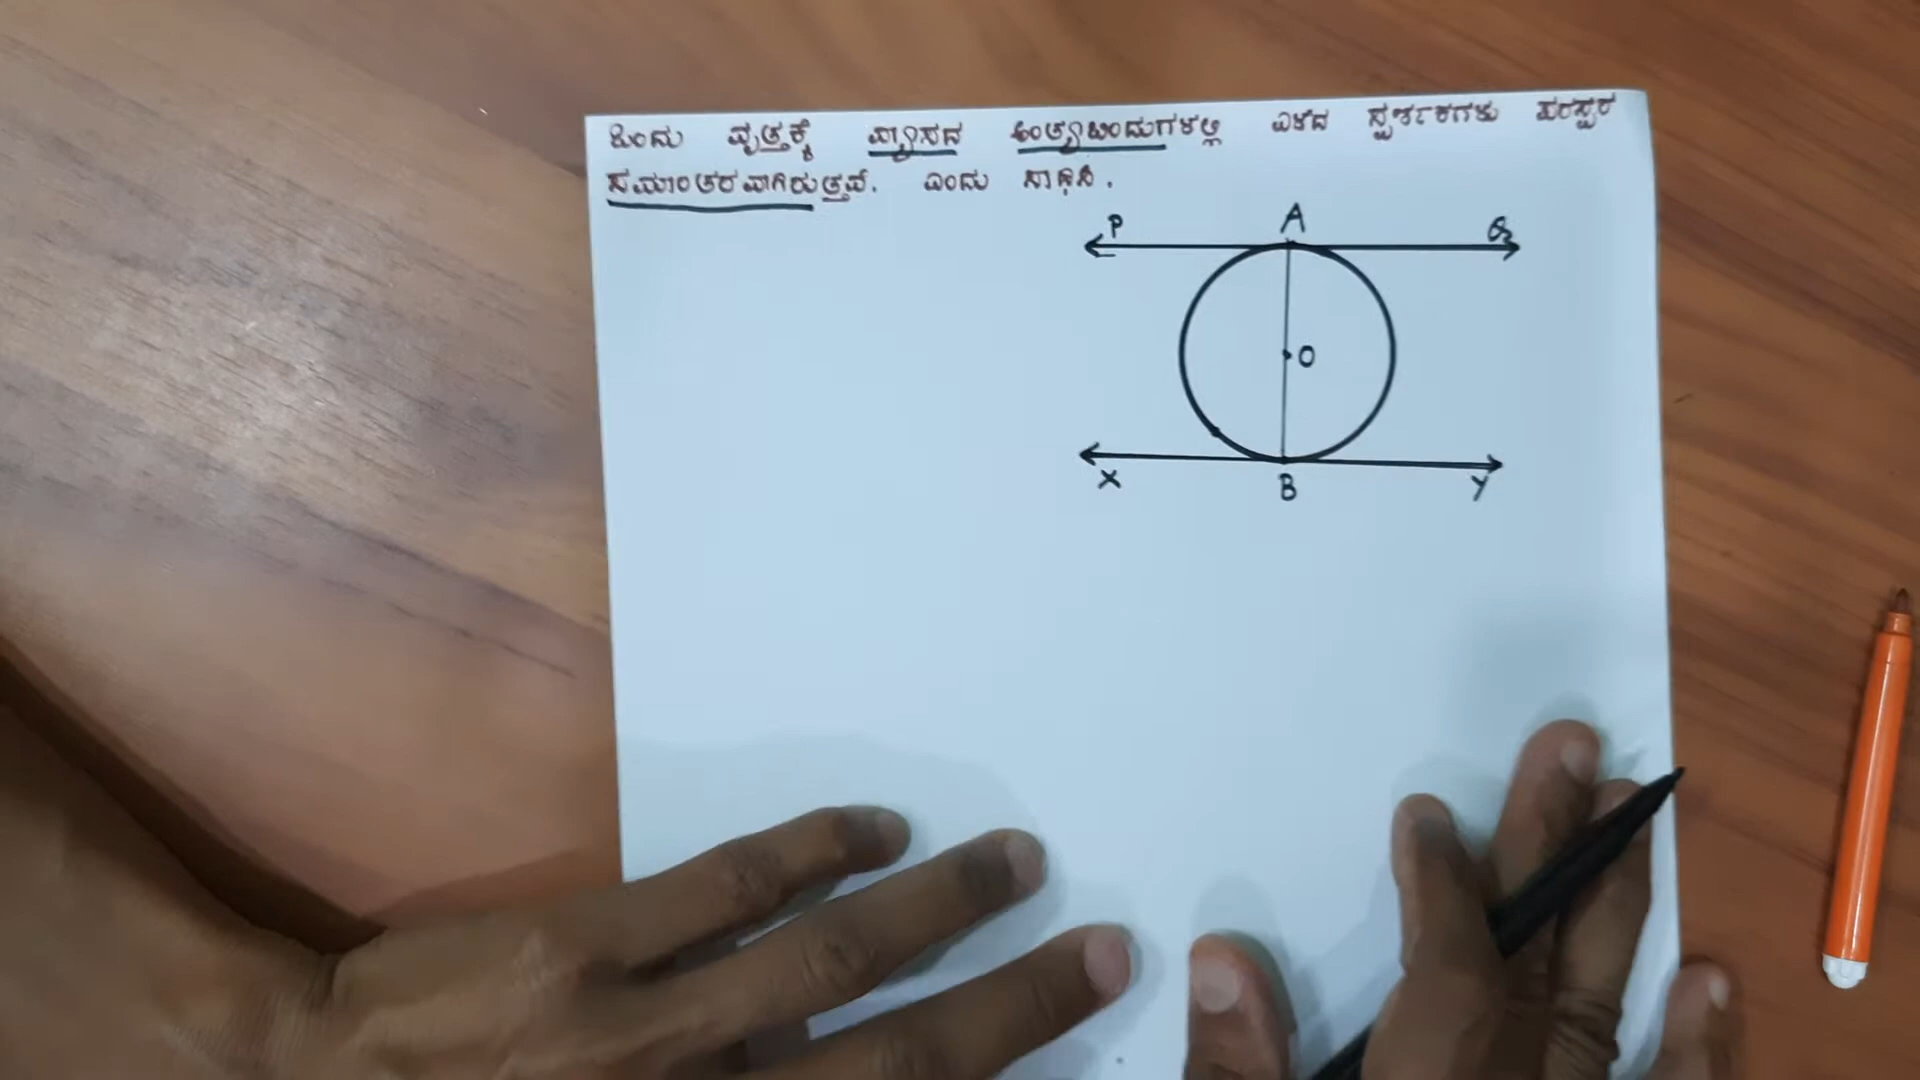 ಒಂದು ವೃತ್ತಕ್ಕೆ ವ್ಯಾಸದ ಅಂತ್ಯಬಿಂದುಗಳಲ್ಲಿ ಎಳೆದ ಸ್ಪರ್ಶಕಗಳು ಪರಸ್ಪರ
ಸಮಾಂತರವಾಗಿರುತ್ತವೆ. ಎಂದು ಸಾಧಿಸಿ.
P A Q
O
X B Y